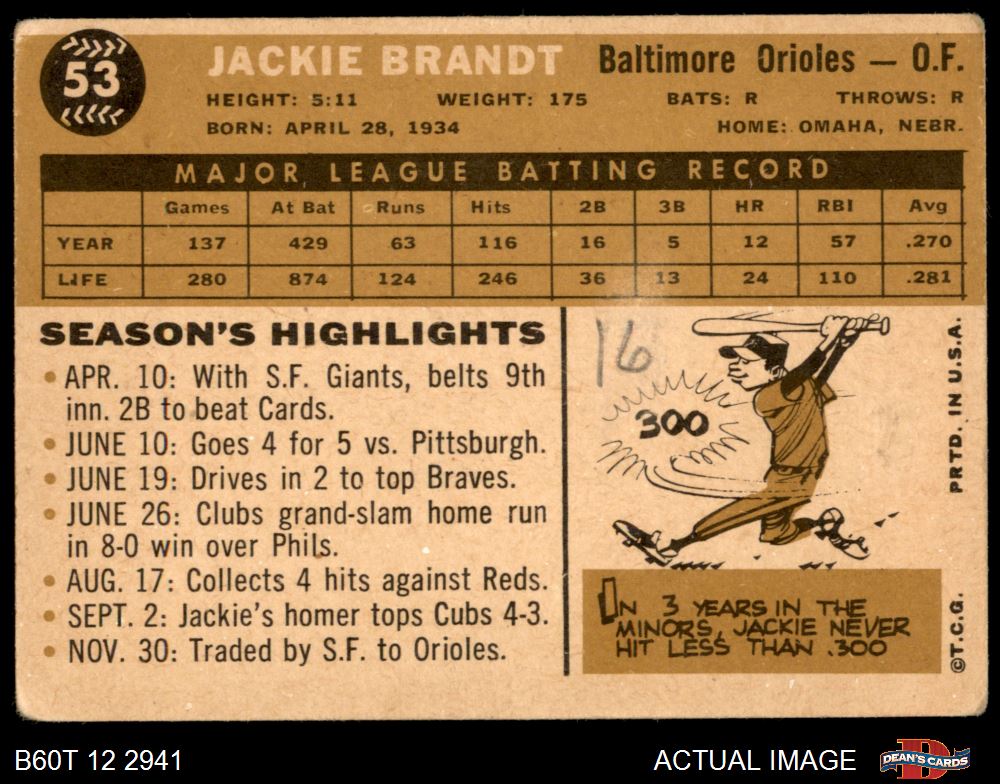 53
JACKIE BRANDT Baltimore Orioles — O.F.
HEIGHT: 5:11 WEIGHT: 175 BATS: R THROWS: R
BORN: APRIL 28, 1934 HOME: OMAHA, NEBR.
MAJOR LEAGUE BATTING RECORD
Games At Bat Runs Hits 2B 3B HR RBI Avg
YEAR 137 429 63 116 16 5 12 57 .270
LIFE 280 874 124 246 36 13 24 110 .281
SEASON'S HIGHLIGHTS
• APR. 10: With S.F. Giants, belts 9th
inn. 2B to beat Cards.
• JUNE 10: Goes 4 for 5 vs. Pittsburgh.
• JUNE 19: Drives in 2 to top Braves.
• JUNE 26: Clubs grand-slam home run
in 8-0 win over Phils.
• AUG. 17: Collects 4 hits against Reds.
• SEPT. 2: Jackie's homer tops Cubs 4-3.
• NOV. 30: Traded by S.F. to Orioles.
16
300
IN 3 YEARS IN THE
MINORS, JACKIE NEVER
HIT LESS THAN .300
©T.C.G. PRTD. IN U.S.A.
B60T 12 2941 ACTUAL IMAGE DEAN'S CARDS